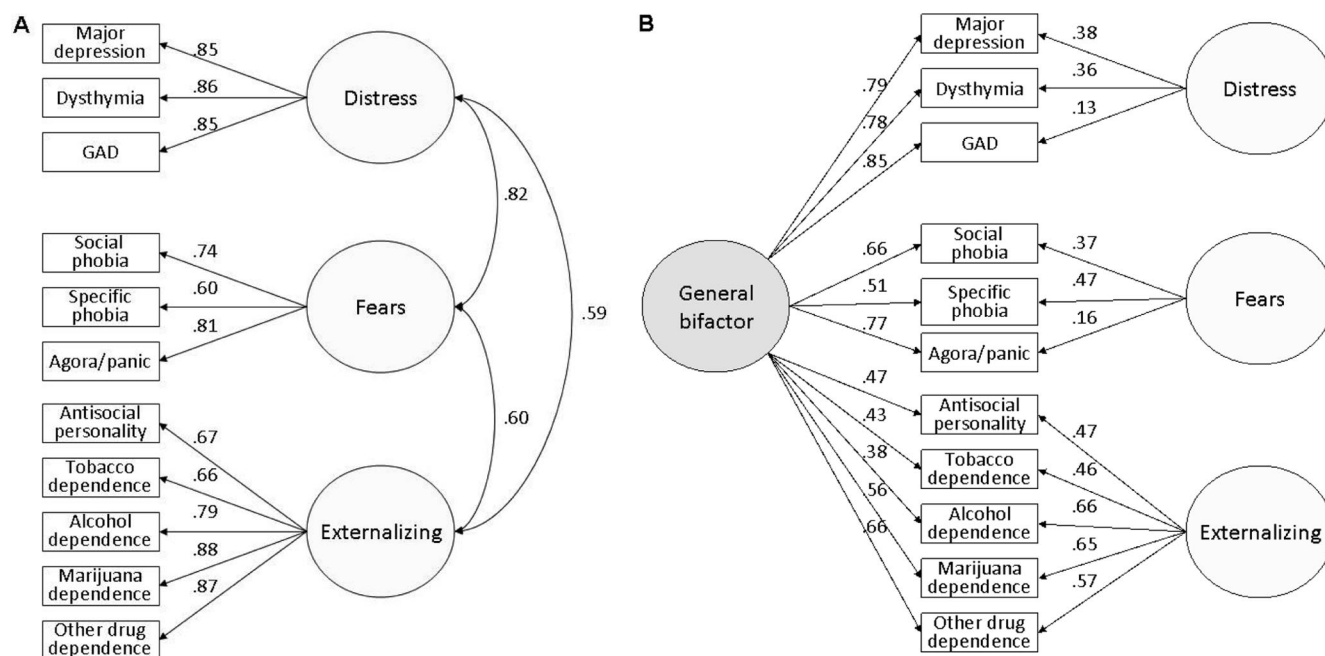 A
Major
depression
Dysthymia
GAD
.85
.86
.85
Distress
.82
Social
phobia
Specific
phobia
Agora/panic
.74
.60
.81
Fears
.59
.60
Antisocial
personality
Tobacco
dependence
Alcohol
dependence
Marijuana
dependence
Other drug
dependence
.67
.66
.79
.88
.87
Externalizing
B
General
bifactor
.79
.78
.85
.66
.51
.77
.47
.43
.38
.56
.66
Major
depression
Dysthymia
GAD
.38
.36
.13
Distress
Social
phobia
Specific
phobia
Agora/panic
.37
.47
.16
Fears
Antisocial
personality
Tobacco
dependence
Alcohol
dependence
Marijuana
dependence
Other drug
dependence
.47
.46
.66
.65
.57
Externalizing